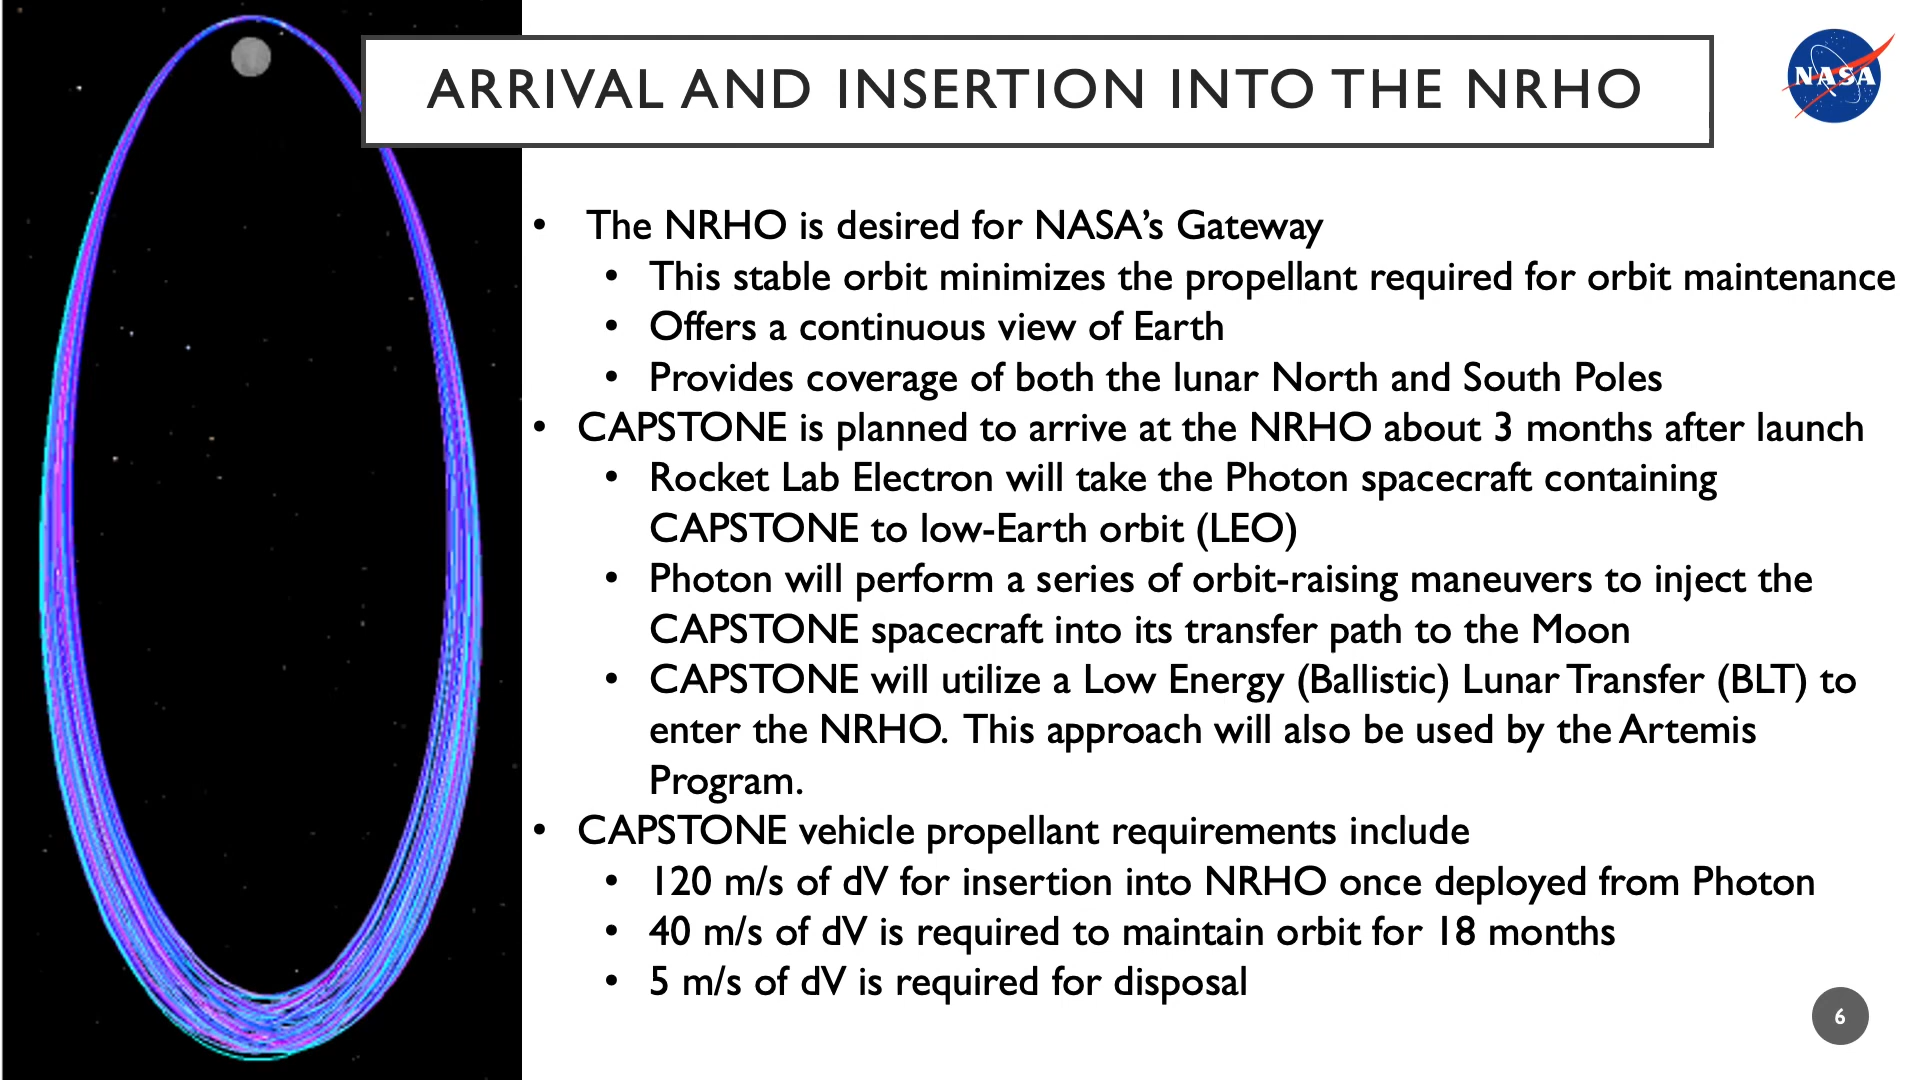 ARRIVAL AND INSERTION INTO THE NRHO
NASA
• The NRHO is desired for NASA's Gateway
• This stable orbit minimizes the propellant required for orbit maintenance
• Offers a continuous view of Earth
• Provides coverage of both the lunar North and South Poles
• CAPSTONE is planned to arrive at the NRHO about 3 months after launch
• Rocket Lab Electron will take the Photon spacecraft containing
CAPSTONE to low-Earth orbit (LEO)
• Photon will perform a series of orbit-raising maneuvers to inject the
CAPSTONE spacecraft into its transfer path to the Moon
• CAPSTONE will utilize a Low Energy (Ballistic) Lunar Transfer (BLT) to
enter the NRHO. This approach will also be used by the Artemis
Program.
• CAPSTONE vehicle propellant requirements include
• 120 m/s of dV for insertion into NRHO once deployed from Photon
• 40 m/s of dV is required to maintain orbit for 18 months
• 5 m/s of dV is required for disposal
6